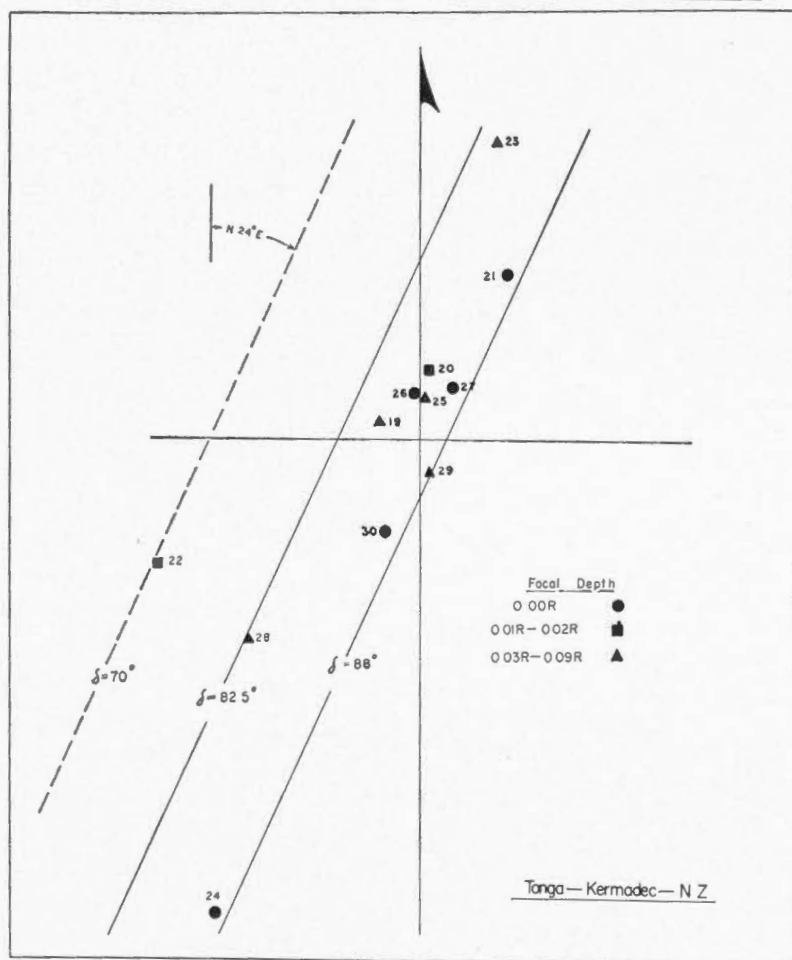 23
N 24°E
21
20
26
27
25
19
29
30
22
Focal Depth
0.00R
0.01R–0.02R
0.03R–0.09R
28
δ=88°
δ=70°
δ=82.5°
24
Tonga — Kermadec — N Z